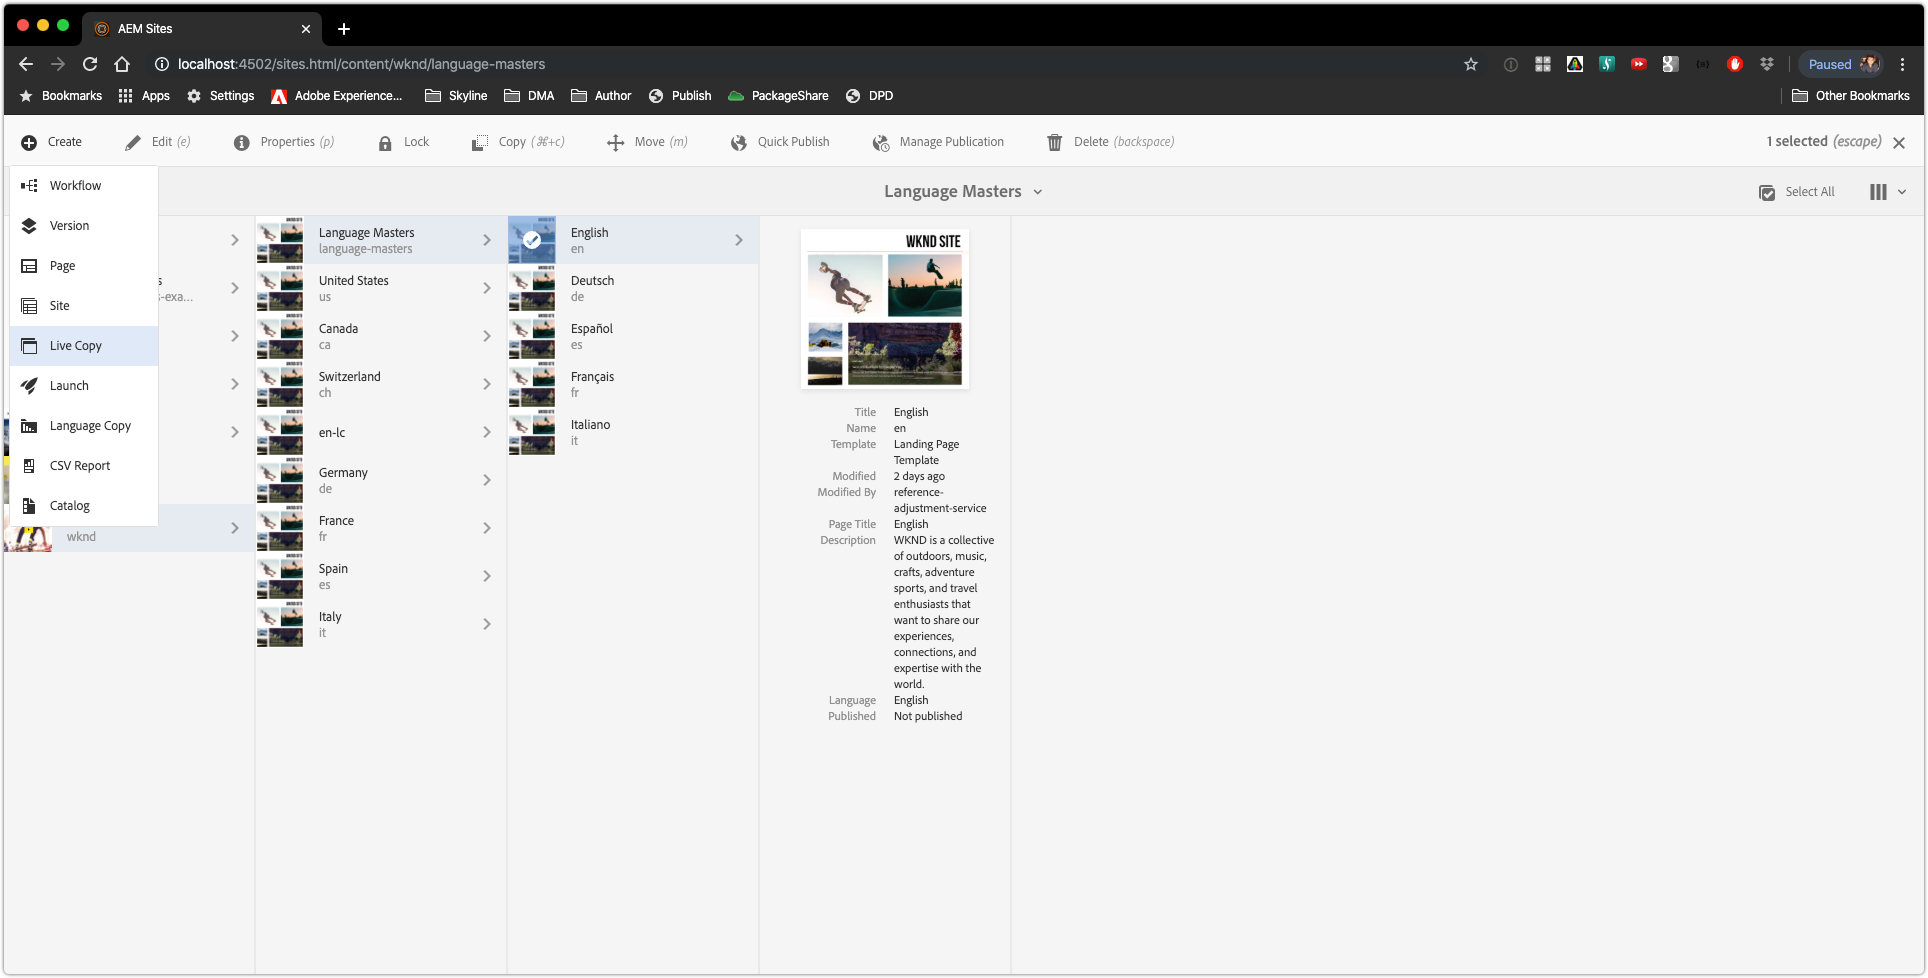 AEM Sites
localhost:4502/sites.html/content/wknd/language-masters
Paused
Bookmarks Apps Settings Adobe Experience... Skyline DMA Author Publish PackageShare DPD Other Bookmarks
Create Edit (e) Properties (p) Lock Copy (⌘+c) Move (m) Quick Publish Manage Publication Delete (backspace) 1 selected (escape)
Language Masters
Select All
Workflow
Version
Page
Site
Live Copy
Launch
Language Copy
CSV Report
Catalog
s
s-exa...
wknd
Language Masters
language-masters
United States
us
Canada
ca
Switzerland
ch
en-lc
Germany
de
France
fr
Spain
es
Italy
it
English
en
Deutsch
de
Español
es
Français
fr
Italiano
it
WKND SITE
Title English
Name en
Template Landing Page
Template
Modified 2 days ago
Modified By reference-
adjustment-service
Page Title English
Description WKND is a collective
of outdoors, music,
crafts, adventure
sports, and travel
enthusiasts that
want to share our
experiences,
connections, and
expertise with the
world.
Language English
Published Not published